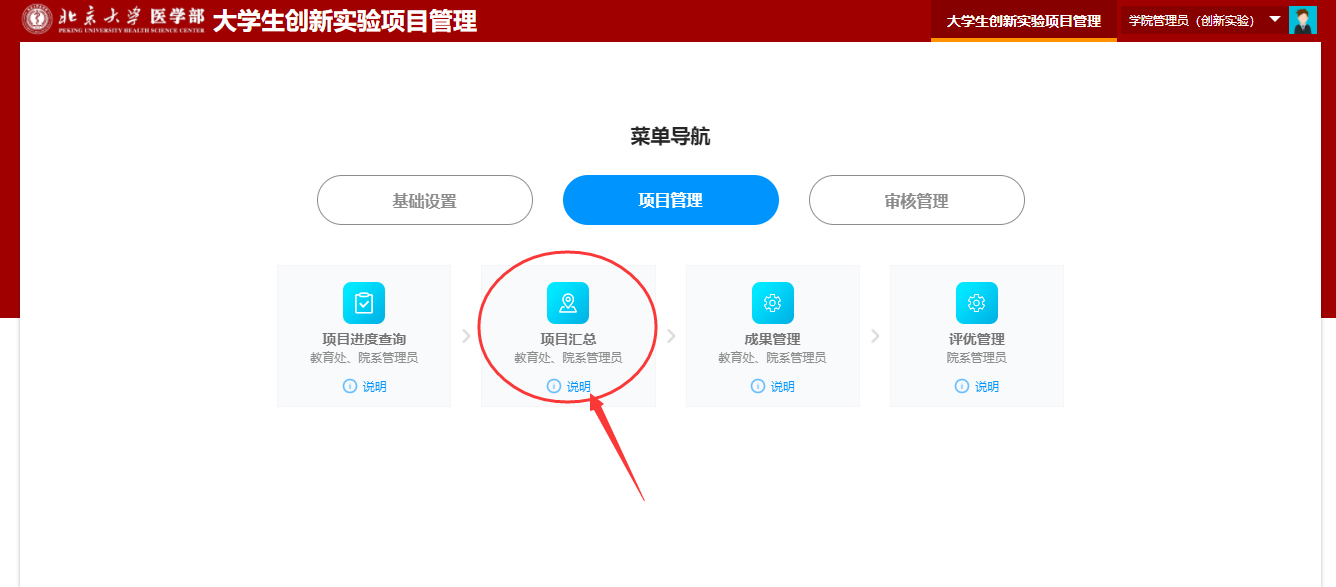 北京大学 医学部
PEKING UNIVERSITY HEALTH SCIENCE CENTER
大学生创新实验项目管理
大学生创新实验项目管理
学院管理员（创新实验）
菜单导航
基础设置
项目管理
审核管理
项目进度查询
教育处、院系管理员
说明
项目汇总
教育处、院系管理员
说明
成果管理
教育处、院系管理员
说明
评优管理
院系管理员
说明